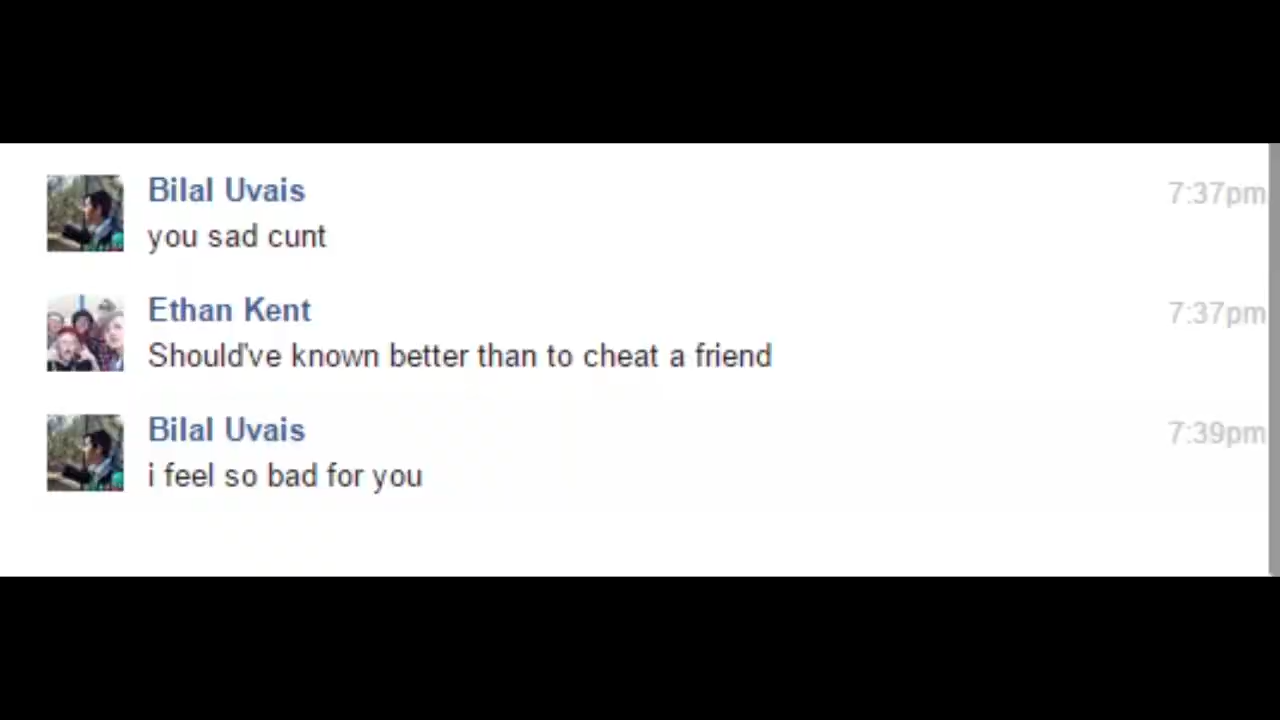 Bilal Uvais 7:37pm
you sad cunt
Ethan Kent 7:37pm
Should've known better than to cheat a friend
Bilal Uvais 7:39pm
i feel so bad for you